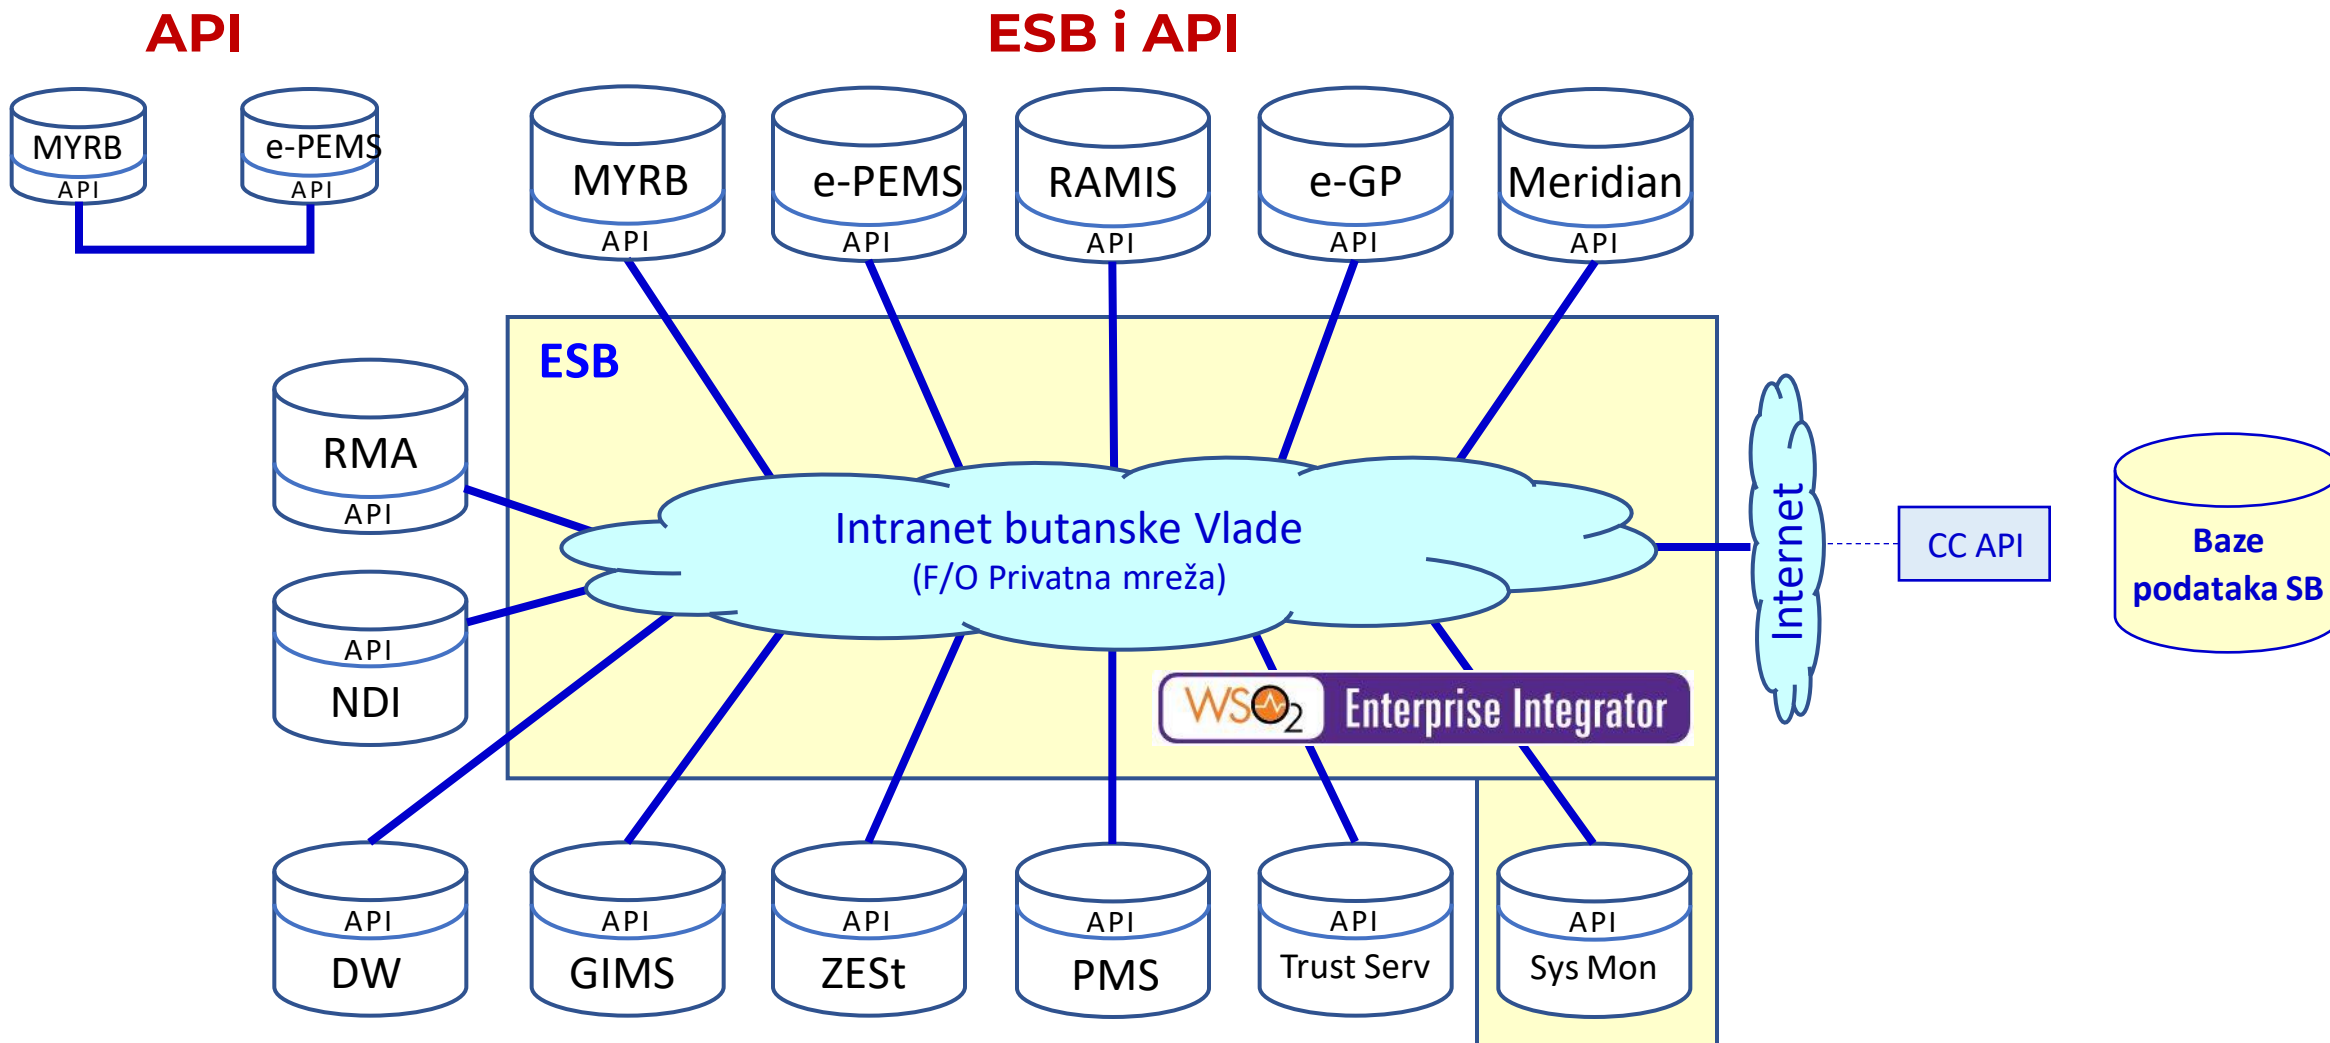 API
ESB i API
MYRB
API
e-PEMS
API
MYRB
API
e-PEMS
API
RAMIS
API
e-GP
API
Meridian
API
ESB
RMA
API
Intranet butanske Vlade
(F/O Privatna mreža)
Internet
CC API
Baze
podataka SB
API
NDI
WSO2 Enterprise Integrator
API
DW
API
GIMS
API
ZESt
API
PMS
API
Trust Serv
API
Sys Mon